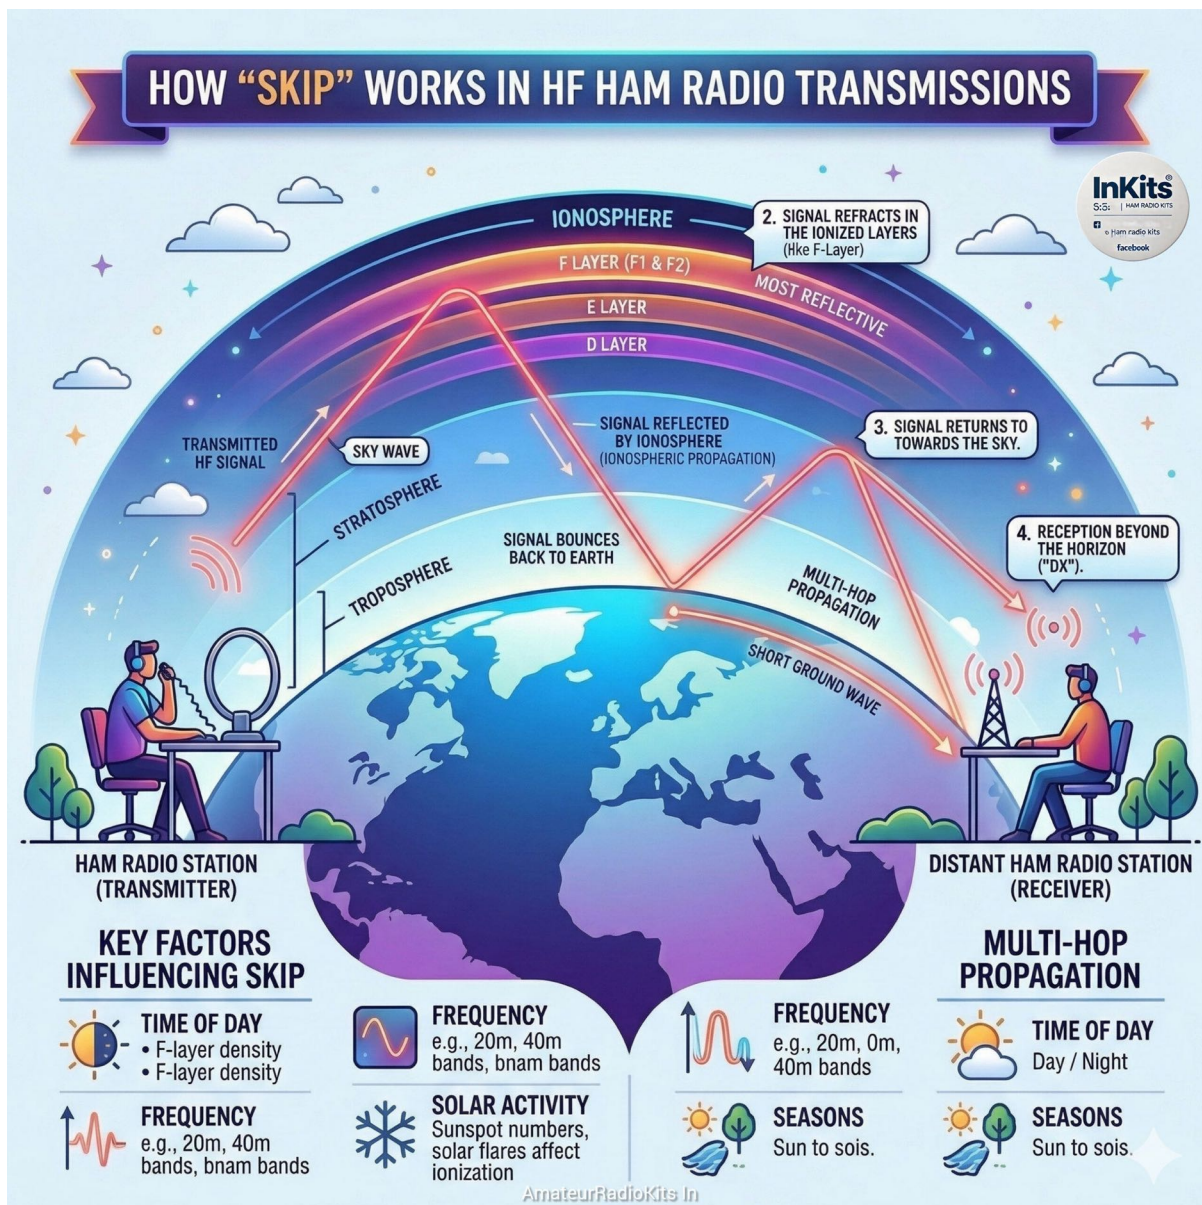 HOW “SKIP” WORKS IN HF HAM RADIO TRANSMISSIONS
InKits®
HAM RADIO KITS
Ham radio kits
facebook
IONOSPHERE
2. SIGNAL REFRACTS IN
THE IONIZED LAYERS
(Hke F-Layer)
F LAYER (F1 & F2)
MOST REFLECTIVE
E LAYER
D LAYER
TRANSMITTED
HF SIGNAL
SKY WAVE
SIGNAL REFLECTED
BY IONOSPHERE
(IONOSPHERIC PROPAGATION)
3. SIGNAL RETURNS TO
TOWARDS THE SKY.
STRATOSPHERE
TROPOSPHERE
SIGNAL BOUNCES
BACK TO EARTH
4. RECEPTION BEYOND
THE HORIZON
("DX").
MULTI-HOP
PROPAGATION
SHORT GROUND WAVE
HAM RADIO STATION
(TRANSMITTER)
DISTANT HAM RADIO STATION
(RECEIVER)
KEY FACTORS
INFLUENCING SKIP
TIME OF DAY
• F-layer density
• F-layer density
FREQUENCY
e.g., 20m, 40m
bands, bnam bands
FREQUENCY
e.g., 20m, 40m
bands, bnam bands
SOLAR ACTIVITY
Sunspot numbers,
solar flares affect
ionization
MULTI-HOP
PROPAGATION
FREQUENCY
e.g., 20m, 0m,
40m bands
TIME OF DAY
Day / Night
SEASONS
Sun to sois.
SEASONS
Sun to sois.
AmateurRadioKits In